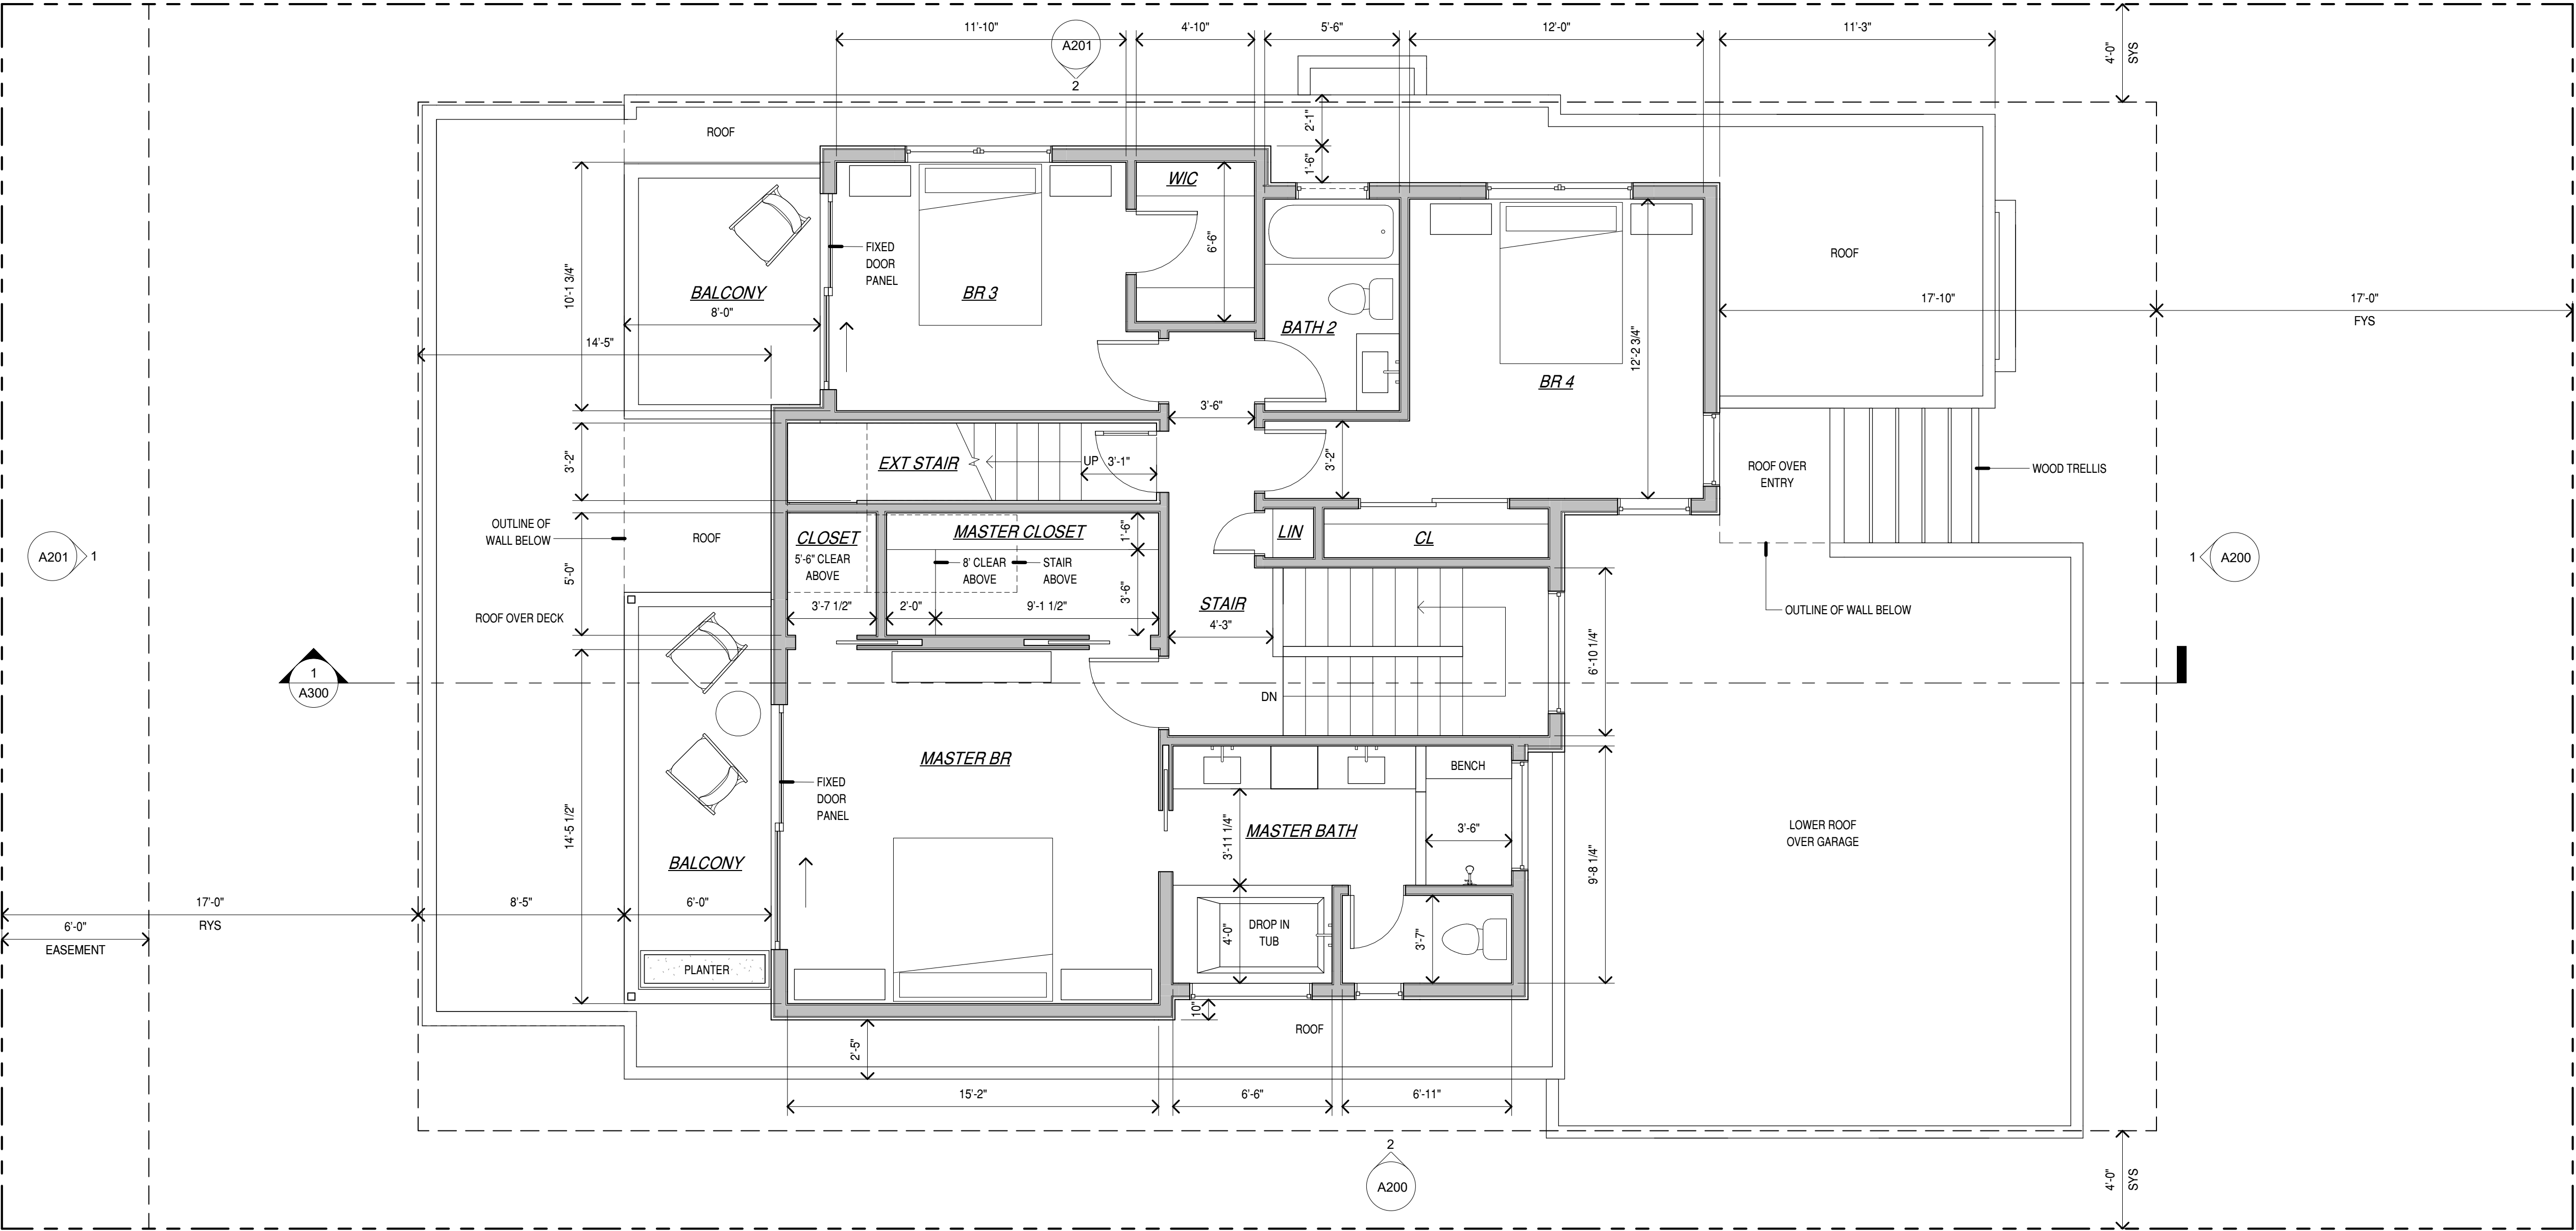 11'-10"
4'-10"
5'-6"
12'-0"
11'-3"
A201
2
4'-0"
SYS
2'-1"
1'-6"
ROOF
WIC
6'-6"
FIXED
DOOR
PANEL
BR 3
BALCONY
8'-0"
10'-1 3/4"
14'-5"
BATH 2
BR 4
12'-2 3/4"
ROOF
17'-10"
17'-0"
FYS
3'-6"
3'-2"
EXT STAIR
UP
3'-1"
3'-2"
ROOF OVER
ENTRY
WOOD TRELLIS
OUTLINE OF
WALL BELOW
ROOF
CLOSET
5'-6" CLEAR
ABOVE
MASTER CLOSET
8' CLEAR
ABOVE
STAIR
ABOVE
1'-6"
3'-6"
LIN
CL
A201
1
1
A200
5'-0"
ROOF OVER DECK
3'-7 1/2"
2'-0"
9'-1 1/2"
STAIR
4'-3"
OUTLINE OF WALL BELOW
6'-10 1/4"
1
A300
DN
MASTER BR
FIXED
DOOR
PANEL
BENCH
14'-5 1/2"
BALCONY
3'-11 1/4"
MASTER BATH
3'-6"
LOWER ROOF
OVER GARAGE
9'-8 1/4"
17'-0"
RYS
8'-5"
6'-0"
6'-0"
EASEMENT
4'-0"
DROP IN
TUB
3'-7"
PLANTER
10"
ROOF
2'-5"
15'-2"
6'-6"
6'-11"
2
A200
4'-0"
SYS